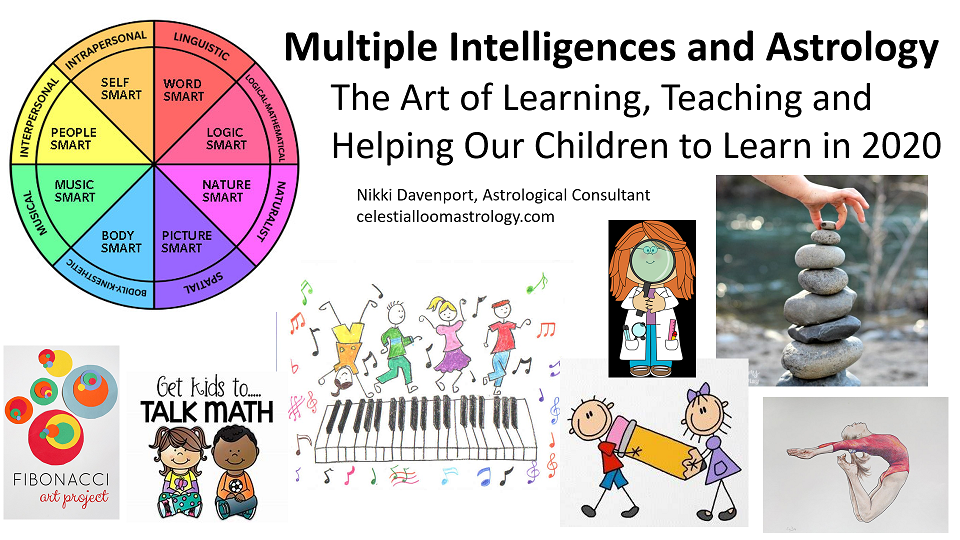 Multiple Intelligences and Astrology
The Art of Learning, Teaching and
Helping Our Children to Learn in 2020
Nikki Davenport, Astrological Consultant
celestialloomastrology.com
INTRAPERSONAL
LINGUISTIC
LOGICAL-MATHEMATICAL
NATURALIST
SPATIAL
BODILY-KINESTHETIC
MUSICAL
INTERPERSONAL
SELF
SMART
WORD
SMART
LOGIC
SMART
NATURE
SMART
PICTURE
SMART
BODY
SMART
MUSIC
SMART
PEOPLE
SMART
FIBONACCI
art project
Get Kids to.....
TALK MATH